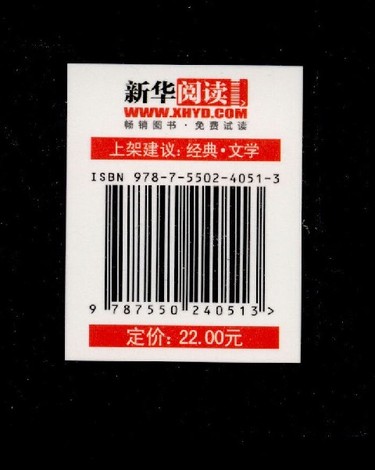 新华阅读
WWW.XHYD.COM
畅销图书·免费试读
上架建议：经典·文学
ISBN 978-7-5502-4051-3
9 787550 240513 >
定价：22.00元